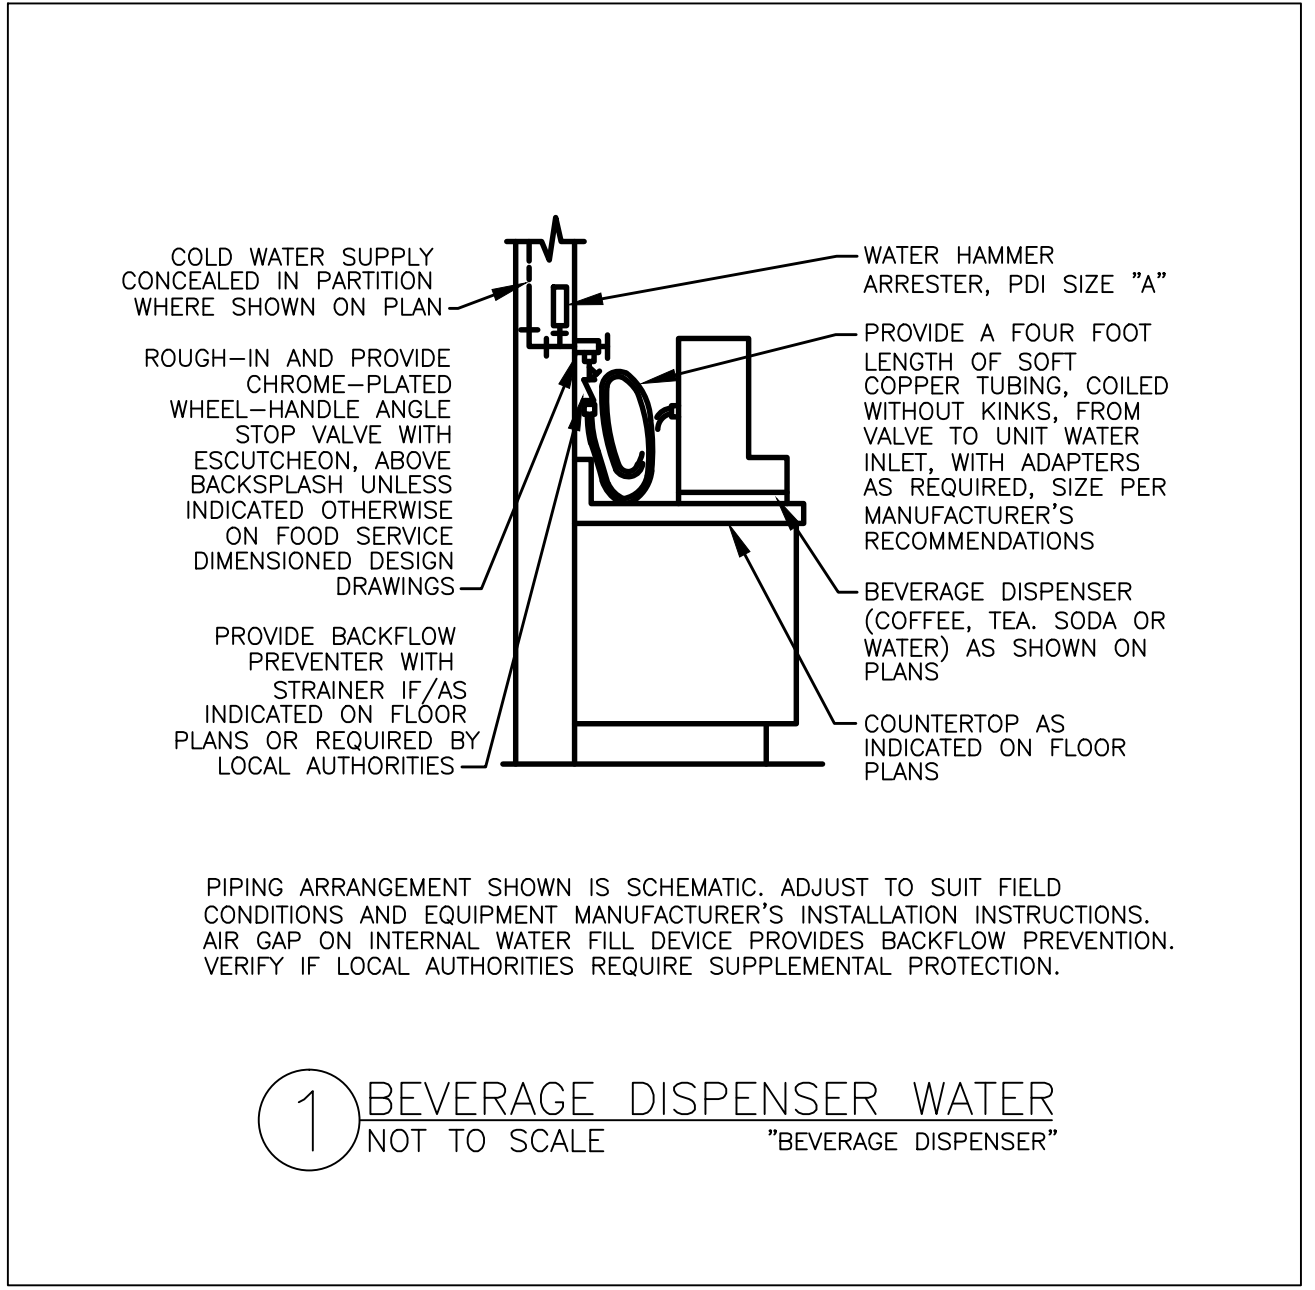 COLD WATER SUPPLY
CONCEALED IN PARTITION
WHERE SHOWN ON PLAN
ROUGH-IN AND PROVIDE
CHROME-PLATED
WHEEL-HANDLE ANGLE
STOP VALVE WITH
ESCUTCHEON, ABOVE
BACKSPLASH UNLESS
INDICATED OTHERWISE
ON FOOD SERVICE
DIMENSIONED DESIGN
DRAWINGS
PROVIDE BACKFLOW
PREVENTER WITH
STRAINER IF/AS
INDICATED ON FLOOR
PLANS OR REQUIRED BY
LOCAL AUTHORITIES
WATER HAMMER
ARRESTER, PDI SIZE "A"
PROVIDE A FOUR FOOT
LENGTH OF SOFT
COPPER TUBING, COILED
WITHOUT KINKS, FROM
VALVE TO UNIT WATER
INLET, WITH ADAPTERS
AS REQUIRED, SIZE PER
MANUFACTURER'S
RECOMMENDATIONS
BEVERAGE DISPENSER
(COFFEE, TEA. SODA OR
WATER) AS SHOWN ON
PLANS
COUNTERTOP AS
INDICATED ON FLOOR
PLANS
PIPING ARRANGEMENT SHOWN IS SCHEMATIC. ADJUST TO SUIT FIELD
CONDITIONS AND EQUIPMENT MANUFACTURER'S INSTALLATION INSTRUCTIONS.
AIR GAP ON INTERNAL WATER FILL DEVICE PROVIDES BACKFLOW PREVENTION.
VERIFY IF LOCAL AUTHORITIES REQUIRE SUPPLEMENTAL PROTECTION.
1 BEVERAGE DISPENSER WATER
NOT TO SCALE "BEVERAGE DISPENSER"